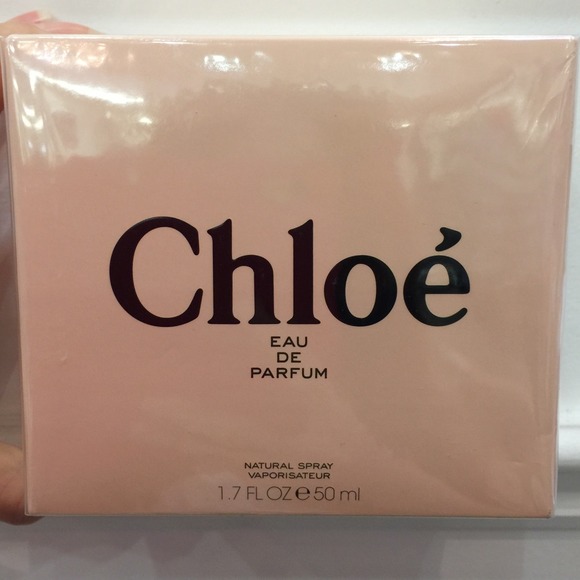 Chloé
EAU
DE
PARFUM
NATURAL SPRAY
VAPORISATEUR
1.7 FL OZ ℮ 50 ml